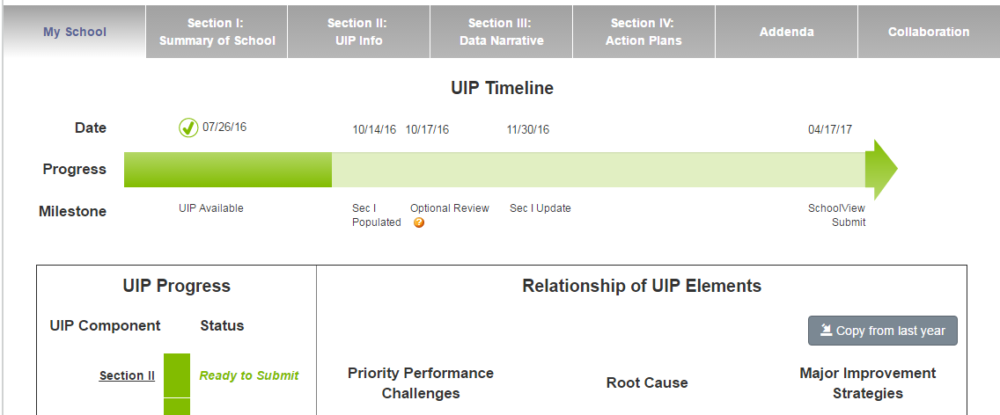 My School
Section I:
Summary of School
Section II:
UIP Info
Section III:
Data Narrative
Section IV:
Action Plans
Addenda
Collaboration
UIP Timeline
Date 07/26/16 10/14/16 10/17/16 11/30/16 04/17/17
Progress
Milestone UIP Available Sec I Optional Review Sec I Update SchoolView
Populated ? Submit
UIP Progress
UIP Component Status
Section II Ready to Submit
Relationship of UIP Elements
Copy from last year
Priority Performance
Challenges
Root Cause
Major Improvement
Strategies